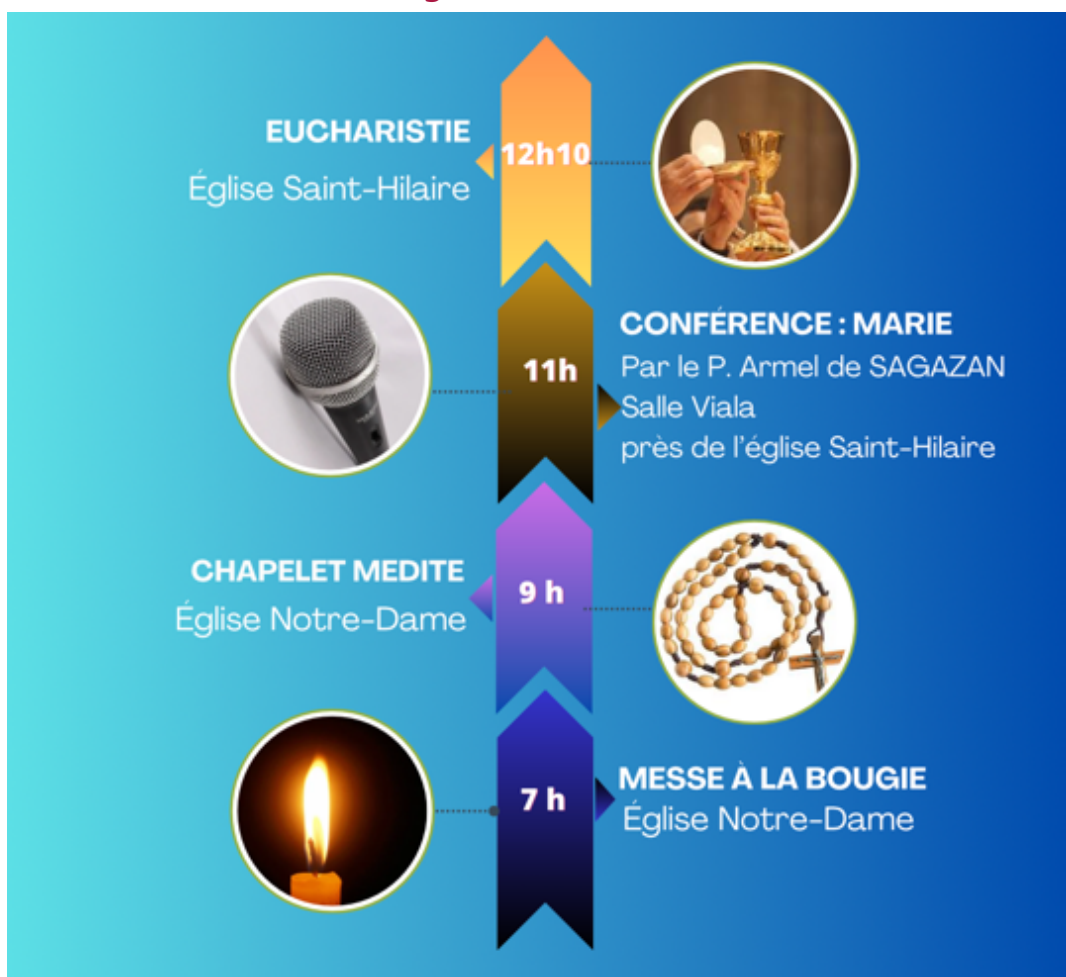 EUCHARISTIE
Église Saint-Hilaire
12h10
11h
CONFÉRENCE : MARIE
Par le P. Armel de SAGAZAN
Salle Viala
près de l'église Saint-Hilaire
CHAPELET MEDITE
Église Notre-Dame
9 h
7 h
MESSE À LA BOUGIE
Église Notre-Dame